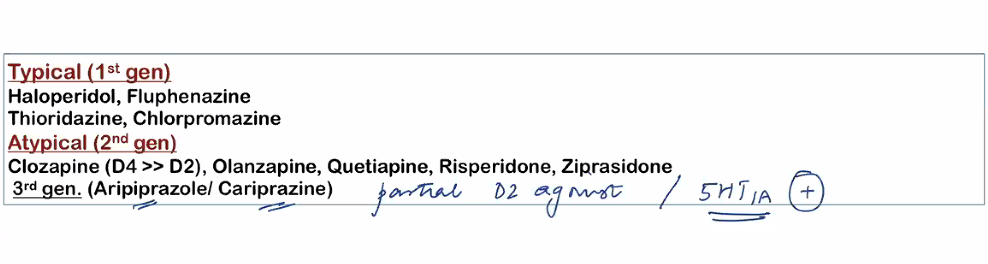 Typical (1st gen)
Haloperidol, Fluphenazine
Thioridazine, Chlorpromazine
Atypical (2nd gen)
Clozapine (D4 >> D2), Olanzapine, Quetiapine, Risperidone, Ziprasidone
3rd gen. (Aripiprazole/ Cariprazine) partial D2 agonist / 5HT1A (+)